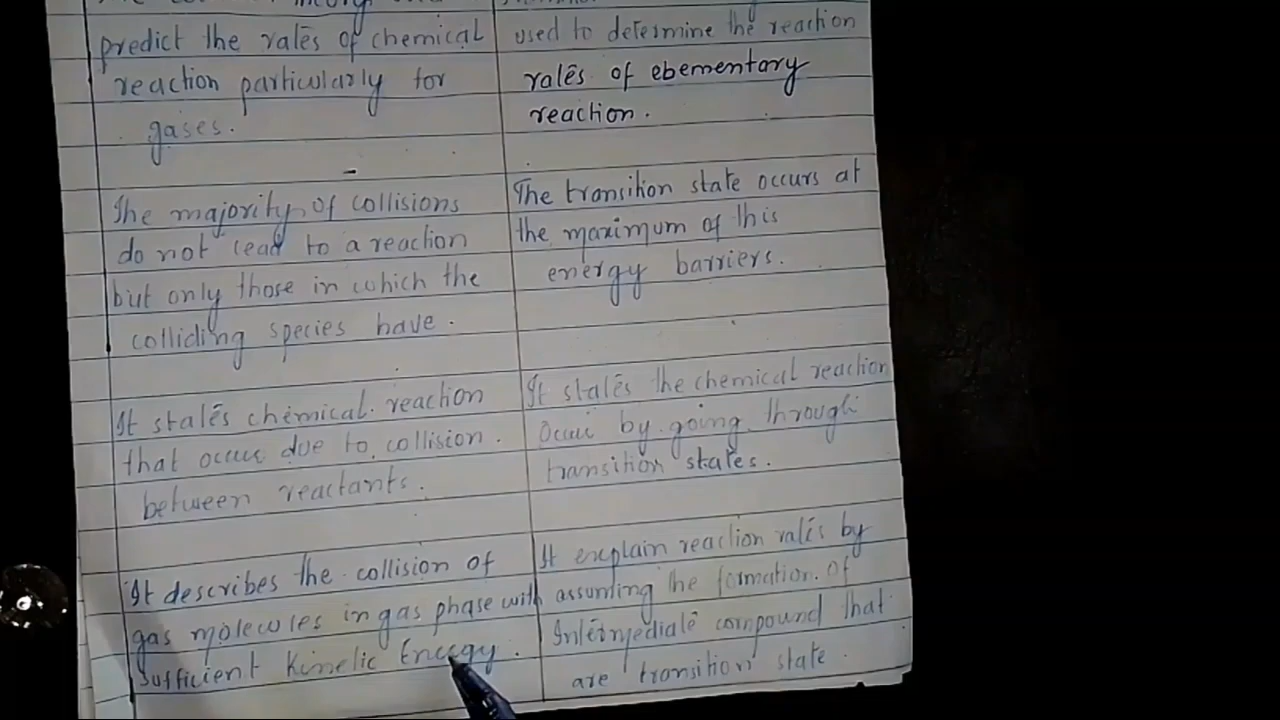 predict the rates of chemical
reaction particularly for
gases.
The majority of collisions
do not lead to a reaction
but only those in which the
colliding species have.
It states chemical reaction
that occur due to collision.
between reactants.
It describes the collision of
gas molecules in gas phase with
sufficient Kinetic Energy.
used to determine the reaction
rates of ebementary
reaction.
The transition state occurs at
the maximum of this
energy barriers.
It states the chemical reaction
occur by going through
transition states.
It explain reaction rates by
assuming the formation of
Intermediate compound that
are transition state.